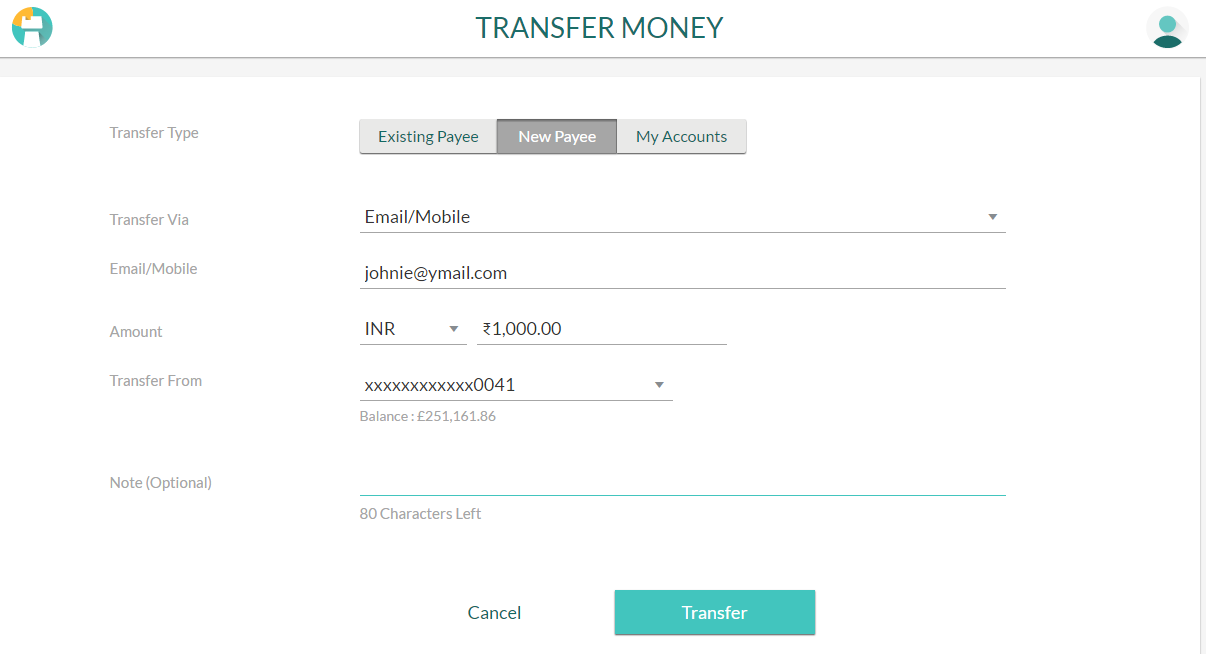 TRANSFER MONEY
Transfer Type
Existing Payee New Payee My Accounts
Transfer Via Email/Mobile
Email/Mobile johnie@ymail.com
Amount INR ₹1,000.00
Transfer From xxxxxxxxxxxx0041
Balance : £251,161.86
Note (Optional)
80 Characters Left
Cancel Transfer